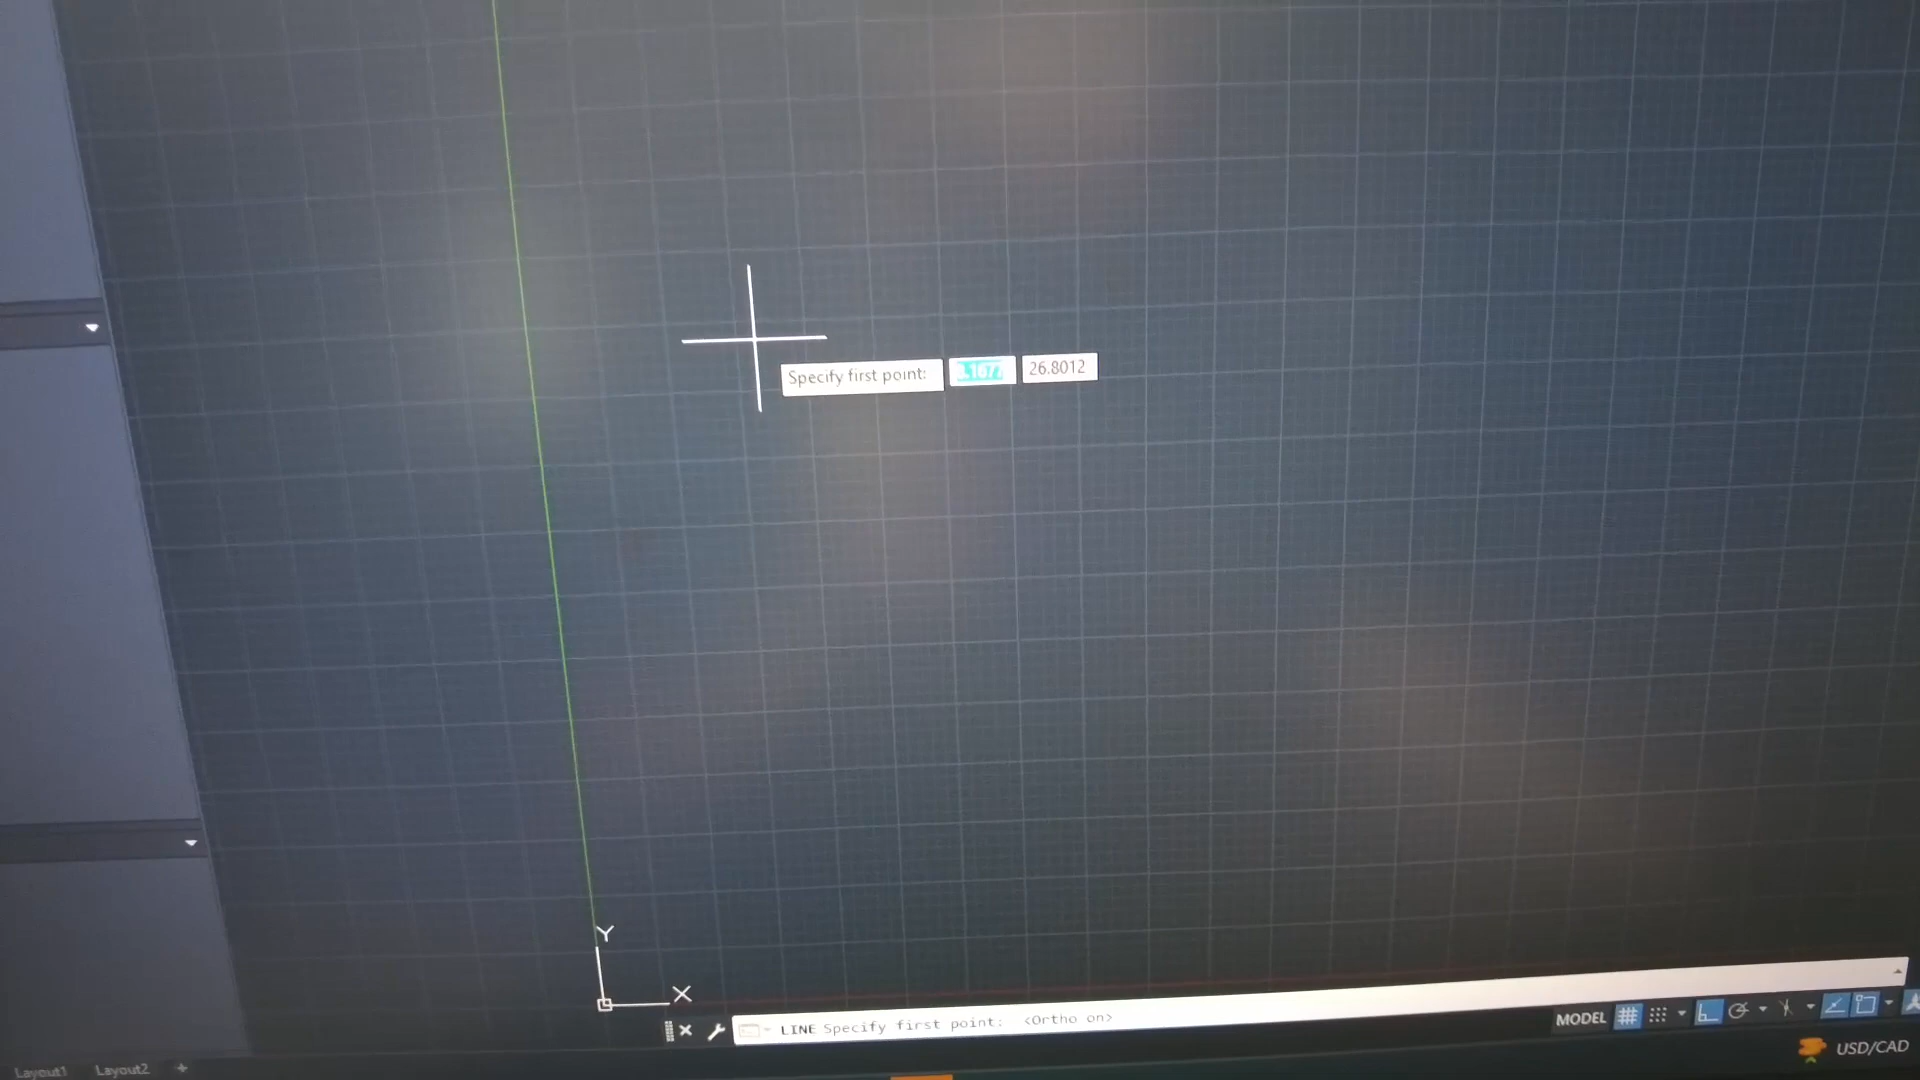 Specify first point: 26.8012
Y
X
LINE Specify first point: <Ortho on>
MODEL
USD/CAD
Layout1 Layout2 +